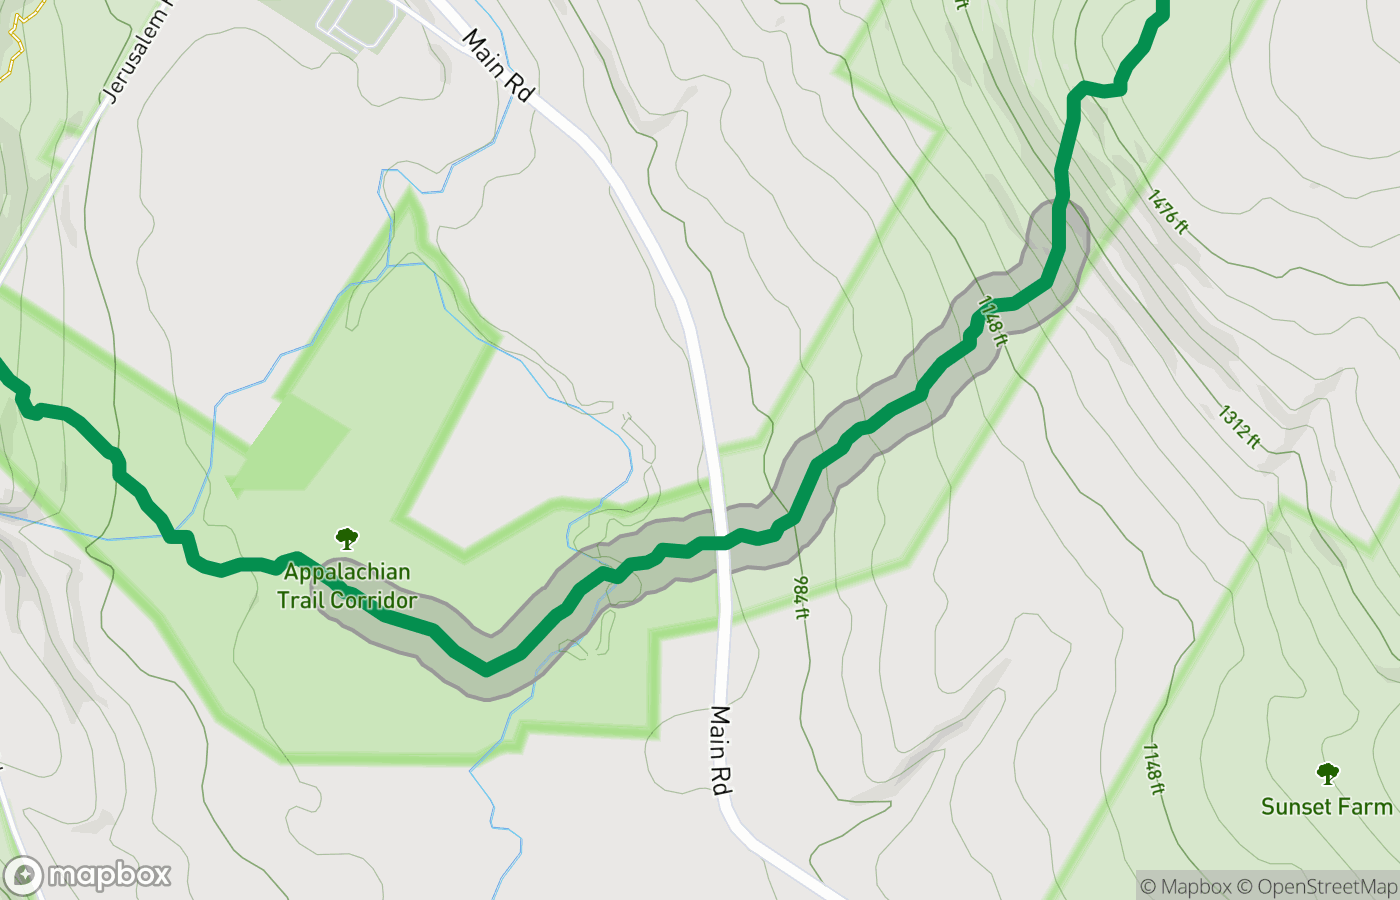 ft
Jerusalem
Main Rd
1476 ft
1148 ft
1312 ft
Appalachian
Trail Corridor
984 ft
Main Rd
1148 ft
Sunset Farm
mapbox
© Mapbox © OpenStreetMap